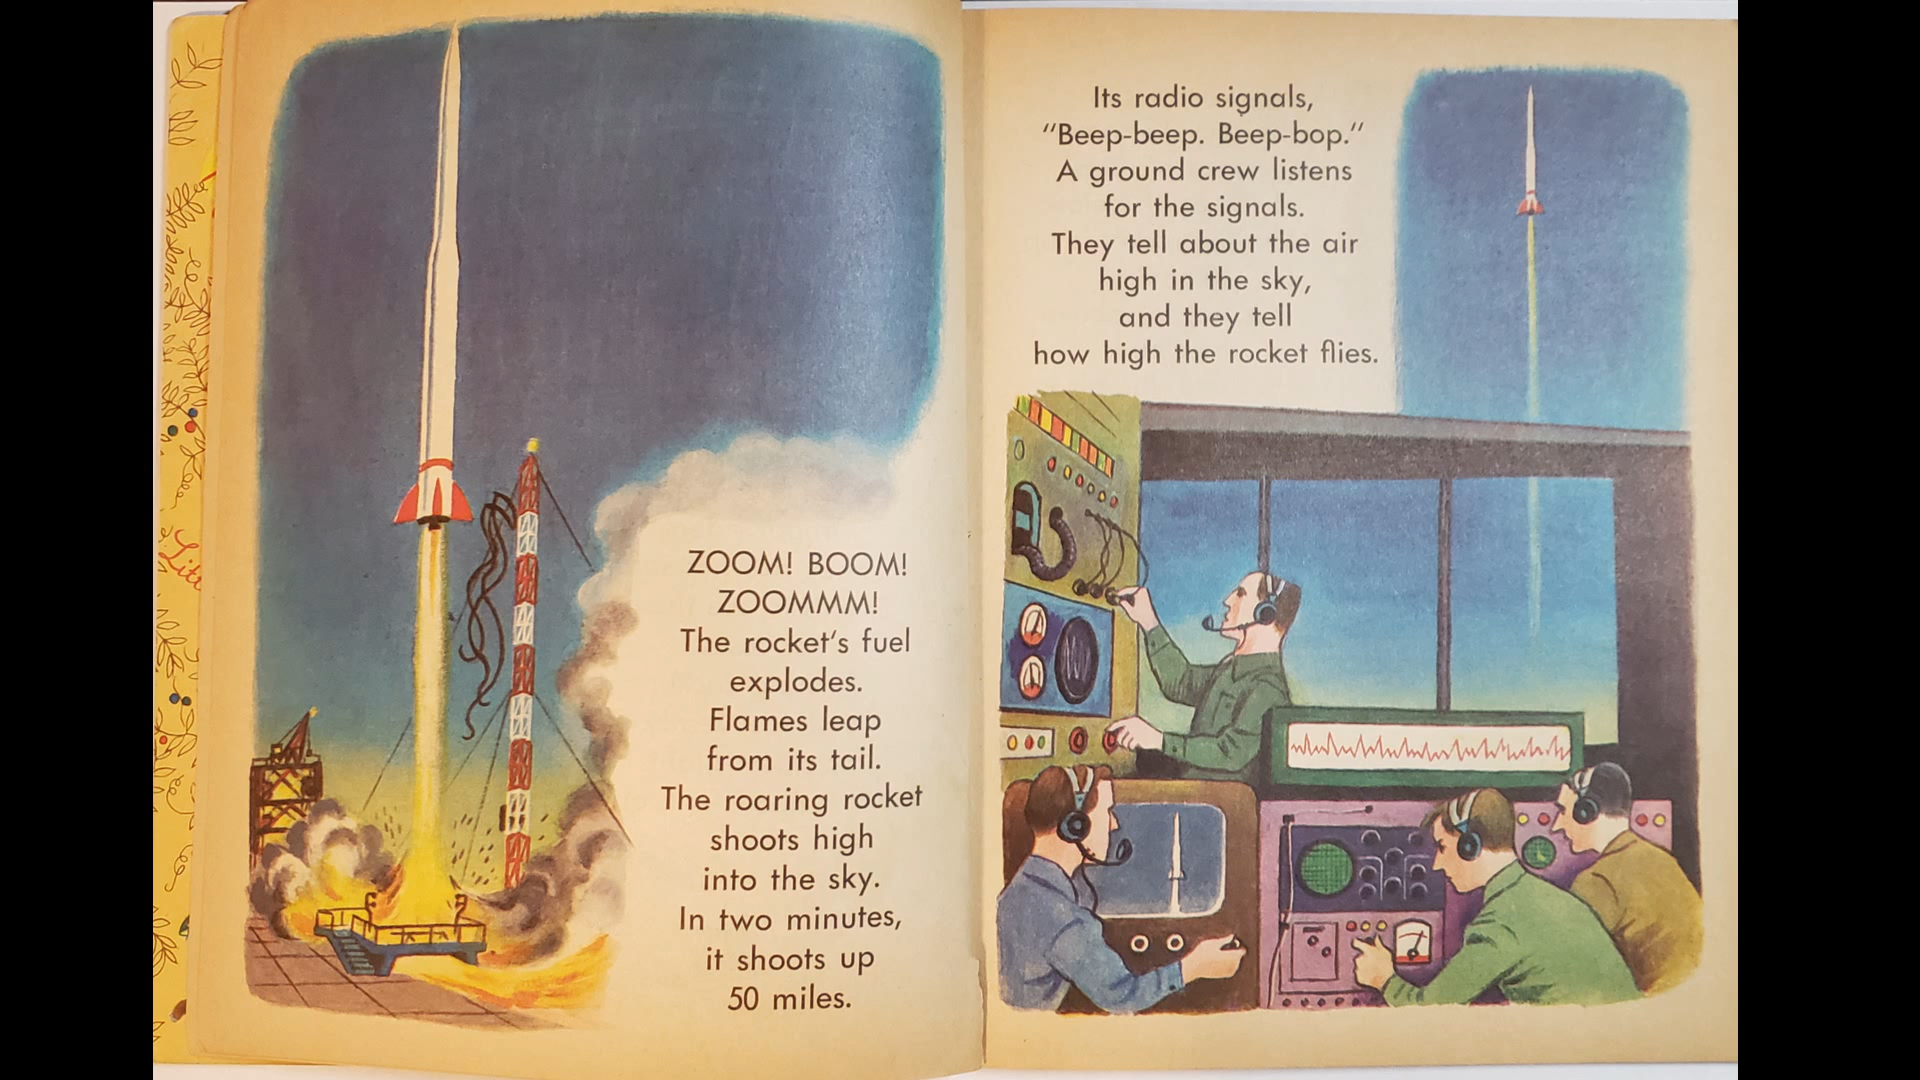 ZOOM! BOOM!
ZOOMMM!
The rocket's fuel
explodes.
Flames leap
from its tail.
The roaring rocket
shoots high
into the sky.
In two minutes,
it shoots up
50 miles.
Its radio signals,
"Beep-beep. Beep-bop."
A ground crew listens
for the signals.
They tell about the air
high in the sky,
and they tell
how high the rocket flies.